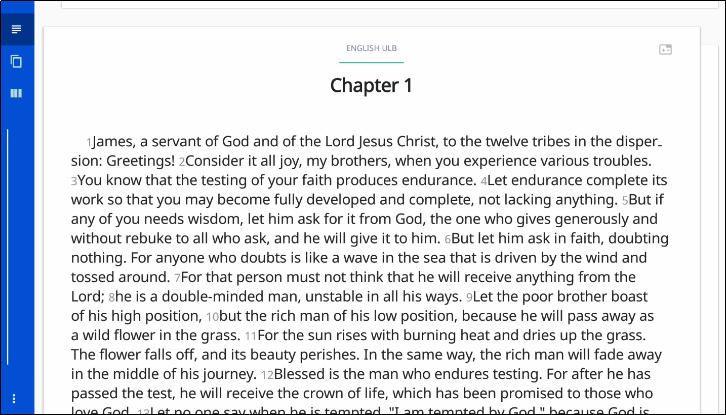 ENGLISH ULB
Chapter 1
1James, a servant of God and of the Lord Jesus Christ, to the twelve tribes in the disper-
sion: Greetings! 2Consider it all joy, my brothers, when you experience various troubles.
3You know that the testing of your faith produces endurance. 4Let endurance complete its
work so that you may become fully developed and complete, not lacking anything. 5But if
any of you needs wisdom, let him ask for it from God, the one who gives generously and
without rebuke to all who ask, and he will give it to him. 6But let him ask in faith, doubting
nothing. For anyone who doubts is like a wave in the sea that is driven by the wind and
tossed around. 7For that person must not think that he will receive anything from the
Lord; 8he is a double-minded man, unstable in all his ways. 9Let the poor brother boast
of his high position, 10but the rich man of his low position, because he will pass away as
a wild flower in the grass. 11For the sun rises with burning heat and dries up the grass.
The flower falls off, and its beauty perishes. In the same way, the rich man will fade away
in the middle of his journey. 12Blessed is the man who endures testing. For after he has
passed the test, he will receive the crown of life, which has been promised to those who
love God. 13Let no one say when he is tempted, "I am tempted by God," because God is